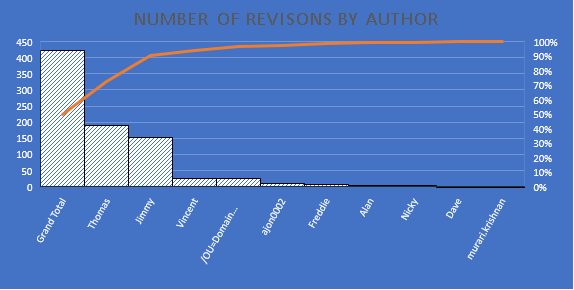 NUMBER OF REVISONS BY AUTHOR
450
400
350
300
250
200
150
100
50
0
100%
90%
80%
70%
60%
50%
40%
30%
20%
10%
0%
Grand Total
Thomas
Jimmy
Vincent
/OU=Domain...
ajon0002
Freddie
Alan
Nicky
Dave
murari.krishnan